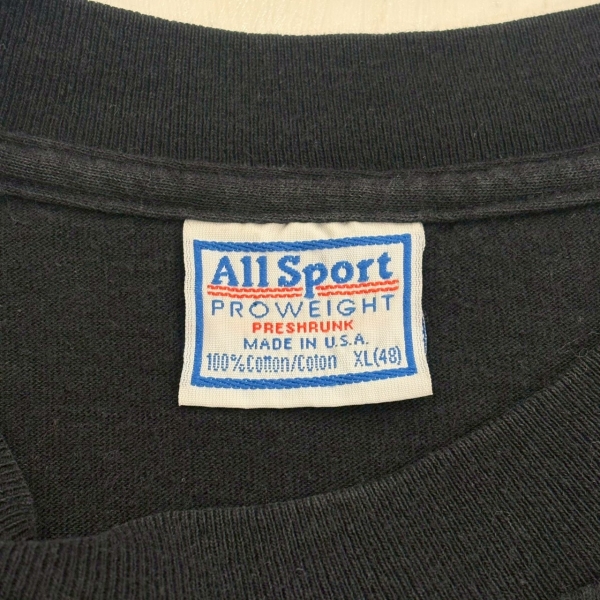 All Sport
PROWEIGHT
PRESHRUNK
MADE IN U.S.A.
100% Cotton/Coton XL(48)